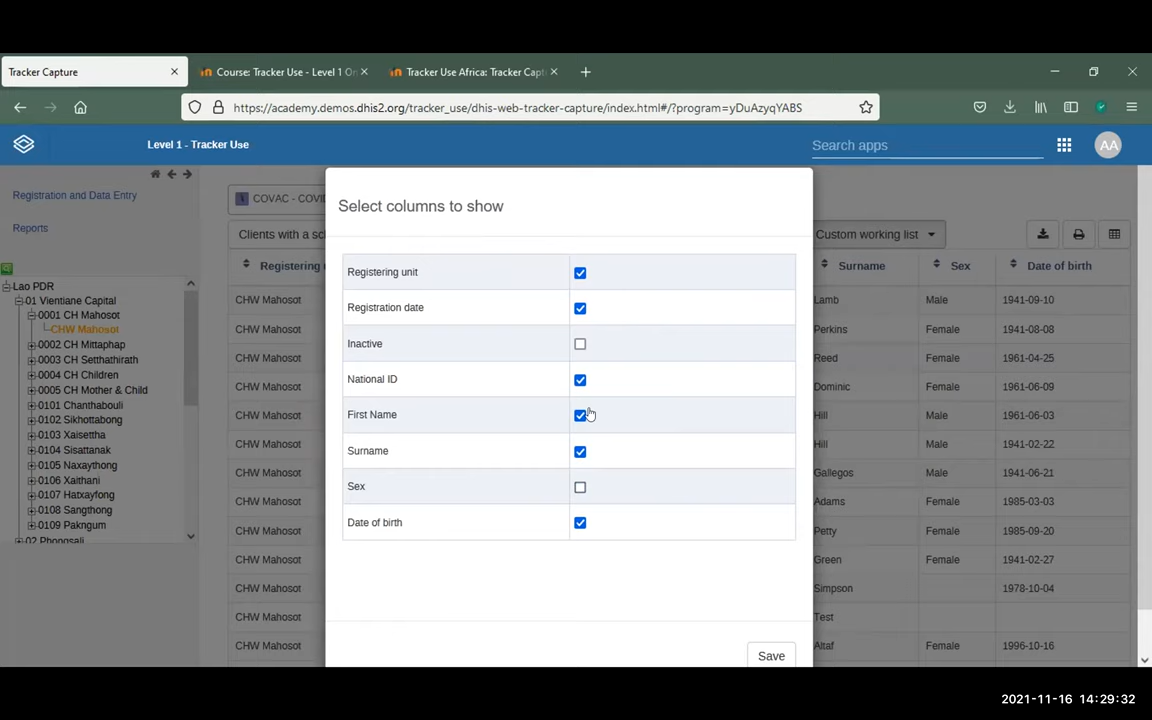 Tracker Capture
Course: Tracker Use - Level 1 Or
Tracker Use Africa: Tracker Capt
https://academy.demos.dhis2.org/tracker_use/dhis-web-tracker-capture/index.html#/?program=yDuAzyqYABS
Level 1 - Tracker Use
Search apps
AA
Registration and Data Entry
Reports
Lao PDR
01 Vientiane Capital
0001 CH Mahosot
CHW Mahosot
0002 CH Mittaphap
0003 CH Setthathirath
0004 CH Children
0005 CH Mother & Child
0101 Chanthabouli
0102 Sikhottabong
0103 Xaisettha
0104 Sisattanak
0105 Naxaythong
0106 Xaithani
0107 Hatxayfong
0108 Sangthong
0109 Pakngum
02 Phongsali
COVAC - COVI
Clients with a sc
Custom working list
Registering
Surname Sex Date of birth
CHW Mahosot Lamb Male 1941-09-10
CHW Mahosot Perkins Female 1941-08-08
CHW Mahosot Reed Female 1961-04-25
CHW Mahosot Dominic Female 1961-06-09
CHW Mahosot Hill Male 1961-06-03
CHW Mahosot Hill Male 1941-02-22
CHW Mahosot Gallegos Male 1941-06-21
CHW Mahosot Adams Female 1985-03-03
CHW Mahosot Petty Female 1985-09-20
CHW Mahosot Green Female 1941-02-27
CHW Mahosot Simpson 1978-10-04
CHW Mahosot Test
CHW Mahosot Altaf Female 1996-10-16
Select columns to show
Registering unit
Registration date
Inactive
National ID
First Name
Surname
Sex
Date of birth
Save
2021-11-16 14:29:32